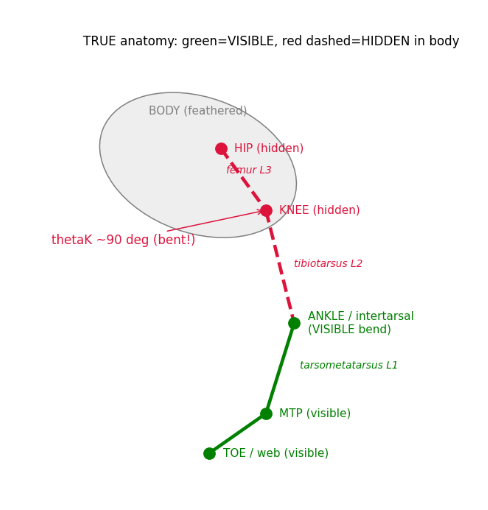 TRUE anatomy: green=VISIBLE, red dashed=HIDDEN in body
BODY (feathered)
HIP (hidden)
femur L3
KNEE (hidden)
thetaK ~90 deg (bent!)
tibiotarsus L2
ANKLE / intertarsal
(VISIBLE bend)
tarsometatarsus L1
MTP (visible)
TOE / web (visible)